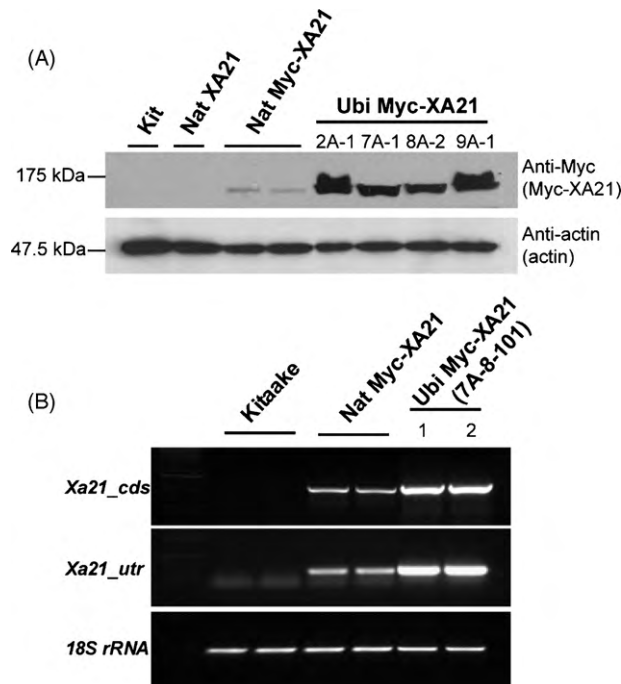 (A)
Kit
Nat XA21
Nat Myc-XA21
Ubi Myc-XA21
2A-1 7A-1 8A-2 9A-1
175 kDa
Anti-Myc
(Myc-XA21)
47.5 kDa
Anti-actin
(actin)
(B)
Kitaake
Nat Myc-XA21
Ubi Myc-XA21
(7A-8-101)
1 2
Xa21_cds
Xa21_utr
18S rRNA